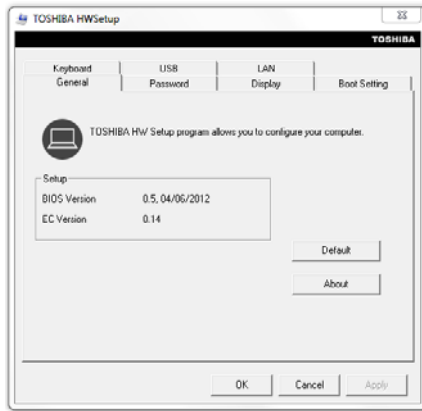 TOSHIBA HWSetup
TOSHIBA
Keyboard USB LAN
General Password Display Boot Setting
TOSHIBA HW Setup program allows you to configure your computer.
Setup
BIOS Version 0.5, 04/06/2012
EC Version 0.14
Default
About
OK Cancel Apply